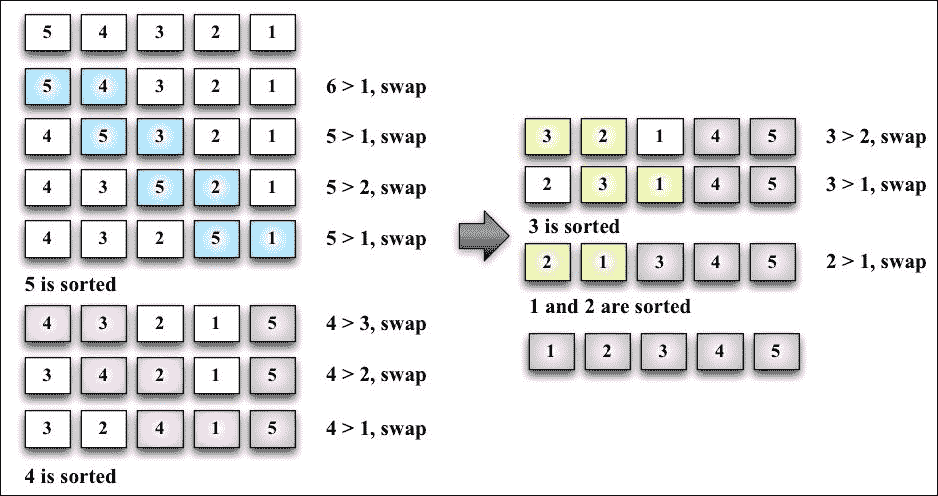 5 4 3 2 1
5 4 3 2 1 6 > 1, swap
4 5 3 2 1 5 > 1, swap
4 3 5 2 1 5 > 2, swap
4 3 2 5 1 5 > 1, swap
5 is sorted
4 3 2 1 5 4 > 3, swap
3 4 2 1 5 4 > 2, swap
3 2 4 1 5 4 > 1, swap
4 is sorted
3 2 1 4 5 3 > 2, swap
2 3 1 4 5 3 > 1, swap
3 is sorted
2 1 3 4 5 2 > 1, swap
1 and 2 are sorted
1 2 3 4 5